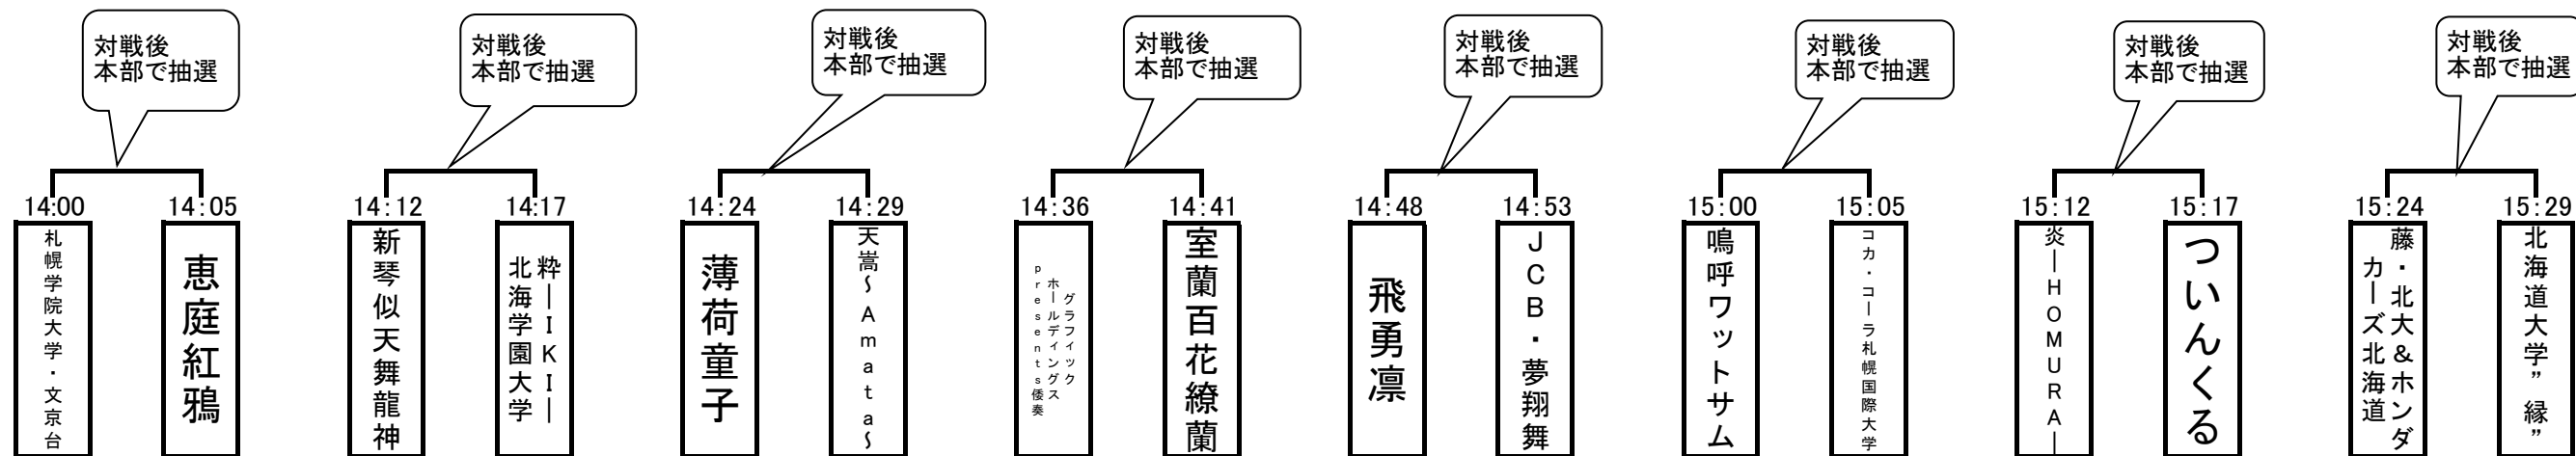 対戦後
本部で抽選
対戦後
本部で抽選
対戦後
本部で抽選
対戦後
本部で抽選
対戦後
本部で抽選
対戦後
本部で抽選
対戦後
本部で抽選
対戦後
本部で抽選
14:00
14:05
14:12
14:17
14:24
14:29
14:36
14:41
14:48
14:53
15:00
15:05
15:12
15:17
15:24
15:29
札幌学院大学・文京台
恵庭紅鴉
新琴似天舞龍神
粋―IKI―
北海学園大学
薄荷童子
天嵩~Amata~
グラフィック
ホールディングス
presents倭奏
室蘭百花繚蘭
飛勇凛
JCB・夢翔舞
鳴呼ワットサム
コカ・コーラ札幌国際大学
炎―HOMURA―
ついんくる
藤・北大&ホンダ
カーズ北海道
北海道大学”縁”